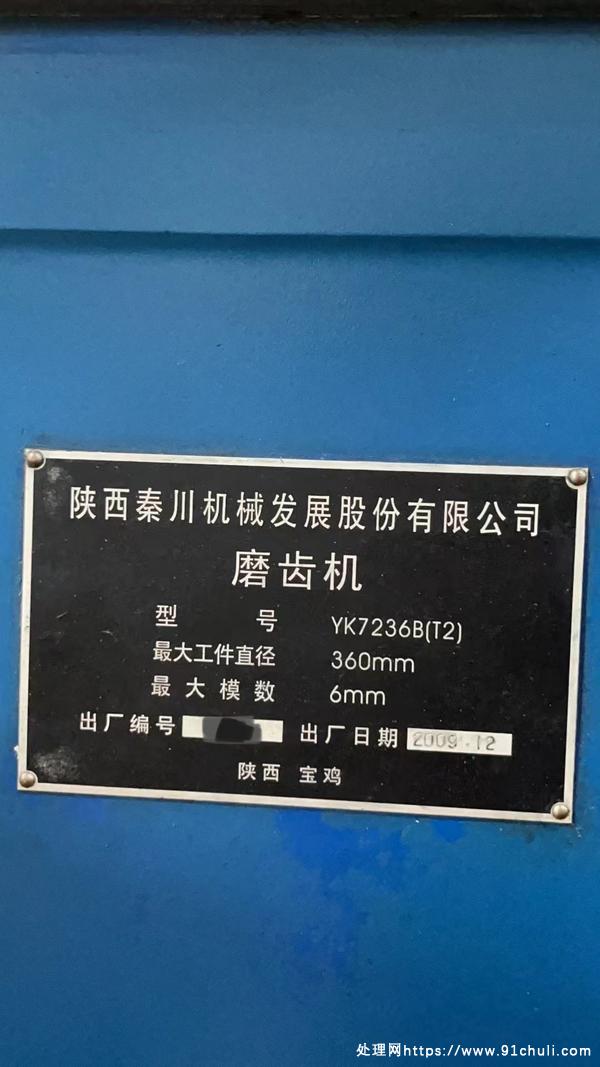 陕西秦川机械发展股份有限公司
磨齿机
型 号 YK7236B(T2)
最大工件直径 360mm
最大模数 6mm
出厂编号 出厂日期 2009.12
陕西 宝鸡
处理网https://www.91chuli.com